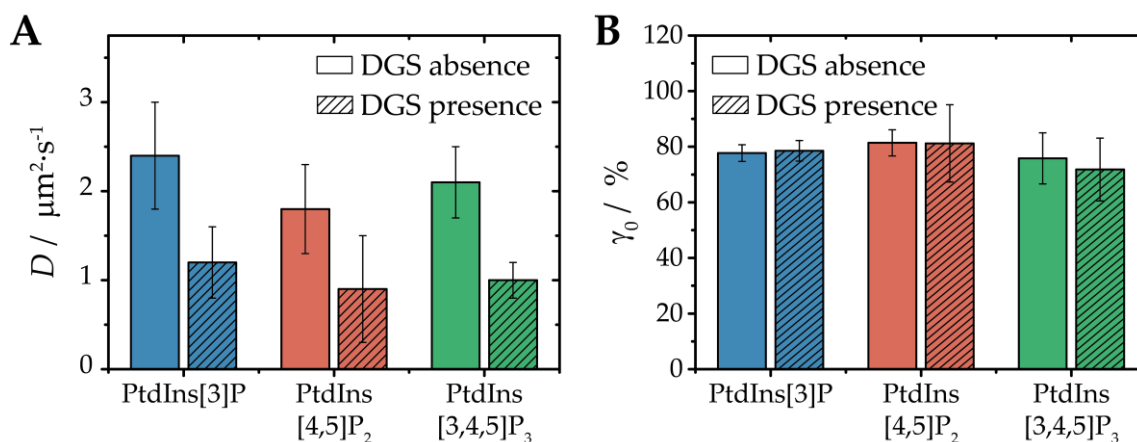 A
D / μm²·s⁻¹
3
2
1
0
DGS absence
DGS presence
PtdIns[3]P
PtdIns
[4,5]P₂
PtdIns
[3,4,5]P₃
B
γ₀ / %
120
100
80
60
40
20
0
DGS absence
DGS presence
PtdIns[3]P
PtdIns
[4,5]P₂
PtdIns
[3,4,5]P₃